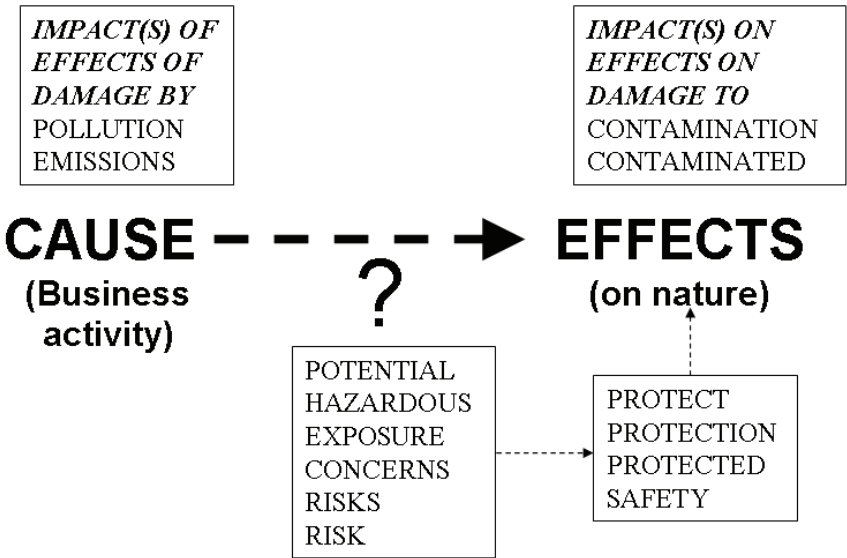 IMPACT(S) OF
EFFECTS OF
DAMAGE BY
POLLUTION
EMISSIONS
IMPACT(S) ON
EFFECTS ON
DAMAGE TO
CONTAMINATION
CONTAMINATED
CAUSE
(Business
activity)
EFFECTS
(on nature)
?
POTENTIAL
HAZARDOUS
EXPOSURE
CONCERNS
RISKS
RISK
PROTECT
PROTECTION
PROTECTED
SAFETY